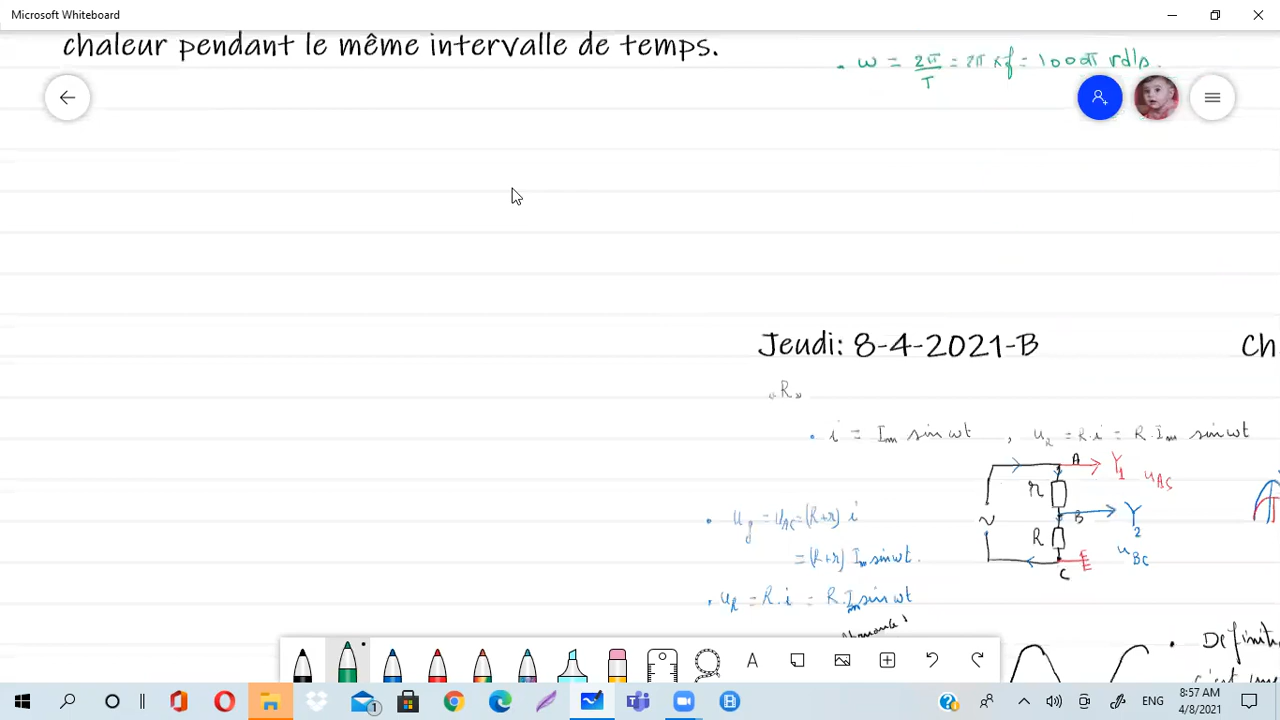 Microsoft Whiteboard
chaleur pendant le même intervalle de temps.
• ω = 2π/T = 2π × f = 100π rd/s.
Jeudi: 8-4-2021-B
Ch
«R»
• i = Im sin ωt , uR = R.i = R.Im sin ωt
A Y1 uAC
r
• ug = uAC = (R+r) i
B Y2
R
uBC
= (R+r) Im sin ωt.
C
• uR = R.i = R.Im sin ωt
• Définiti
c'est
A
ENG
8:57 AM
4/8/2021